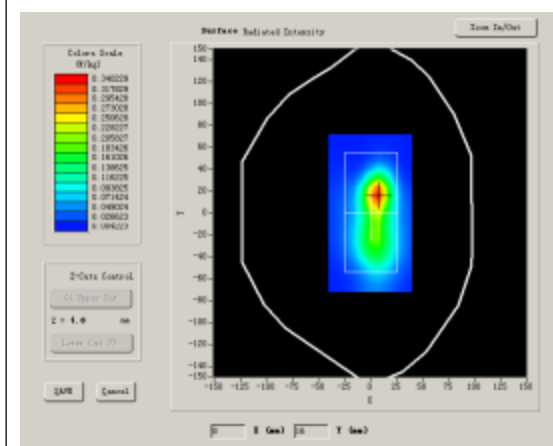 Surface Radiated Intensity
Zoom In/Out
Colors Scale
(W/kg)
0.340229
0.317829
0.295428
0.273028
0.250628
0.228227
0.205827
0.183426
0.161026
0.138625
0.116225
0.093825
0.071424
0.049024
0.026623
0.004223
150
140
120
100
80
60
40
20
0
-20
-40
-60
-80
-100
-120
-140
-150
Y
-150 -125 -100 -75 -50 -25 0 25 50 75 100 125 150
X
Z-Cuts Control
Upper Cut
Z = 4.0 mm
Lower Cut >>
SAVE
Cancel
X (mm)
Y (mm)